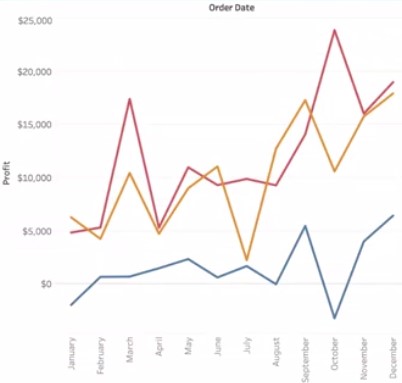 Order Date
$25,000
$20,000
$15,000
$10,000
$5,000
$0
Profit
January
February
March
April
May
June
July
August
September
October
November
December